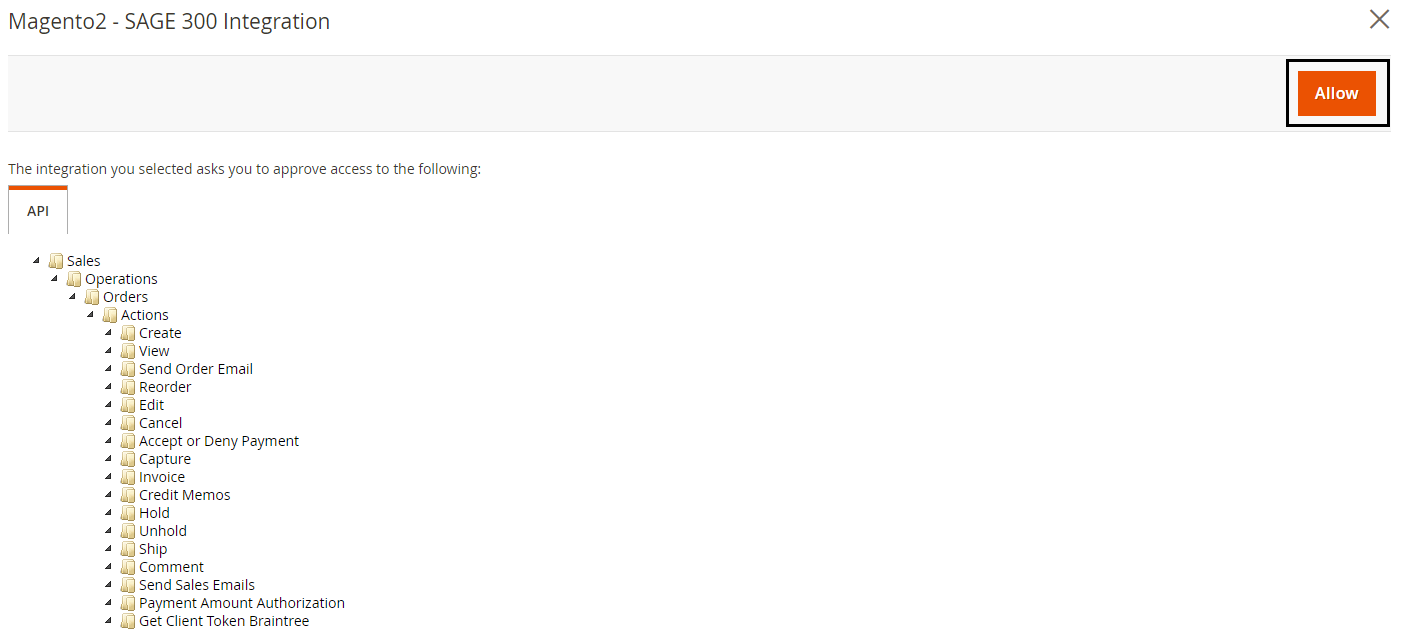 Magento2 - SAGE 300 Integration
Allow
The integration you selected asks you to approve access to the following:
API
Sales
Operations
Orders
Actions
Create
View
Send Order Email
Reorder
Edit
Cancel
Accept or Deny Payment
Capture
Invoice
Credit Memos
Hold
Unhold
Ship
Comment
Send Sales Emails
Payment Amount Authorization
Get Client Token Braintree